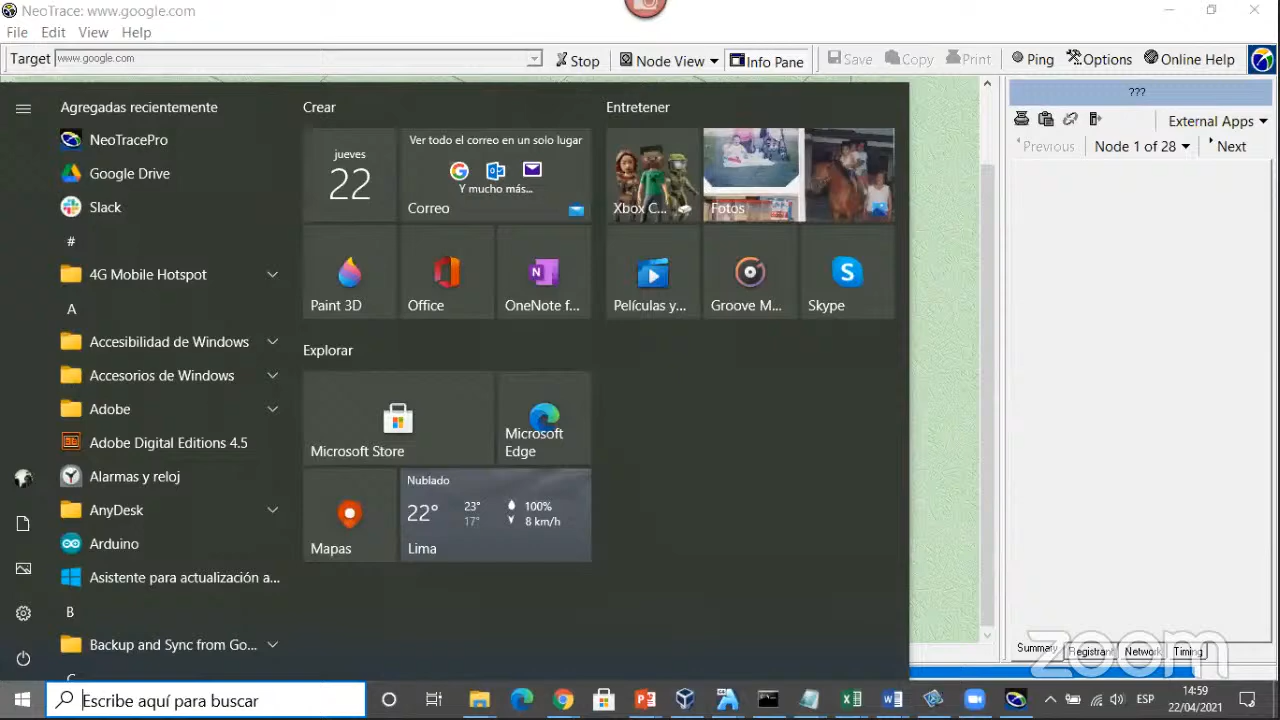 NeoTrace: www.google.com
File Edit View Help
Target www.google.com Stop Node View Info Pane Save Copy Print Ping Options Online Help
???
External Apps
Previous Node 1 of 28 Next
Agregadas recientemente
NeoTracePro
Google Drive
Slack
#
4G Mobile Hotspot
A
Accesibilidad de Windows
Accesorios de Windows
Adobe
Adobe Digital Editions 4.5
Alarmas y reloj
AnyDesk
Arduino
Asistente para actualización a...
B
Backup and Sync from Go...
C
Crear
jueves
22
Ver todo el correo en un solo lugar
Y mucho más...
Correo
Paint 3D
Office
OneNote f...
Explorar
Microsoft Store
Microsoft
Edge
Mapas
Nublado
22° 23° 100%
17° 8 km/h
Lima
Entretener
Xbox C...
Fotos
Películas y...
Groove M...
Skype
Summary Registrant Network Timing
zoom
Escribe aquí para buscar
ESP
14:59
22/04/2021